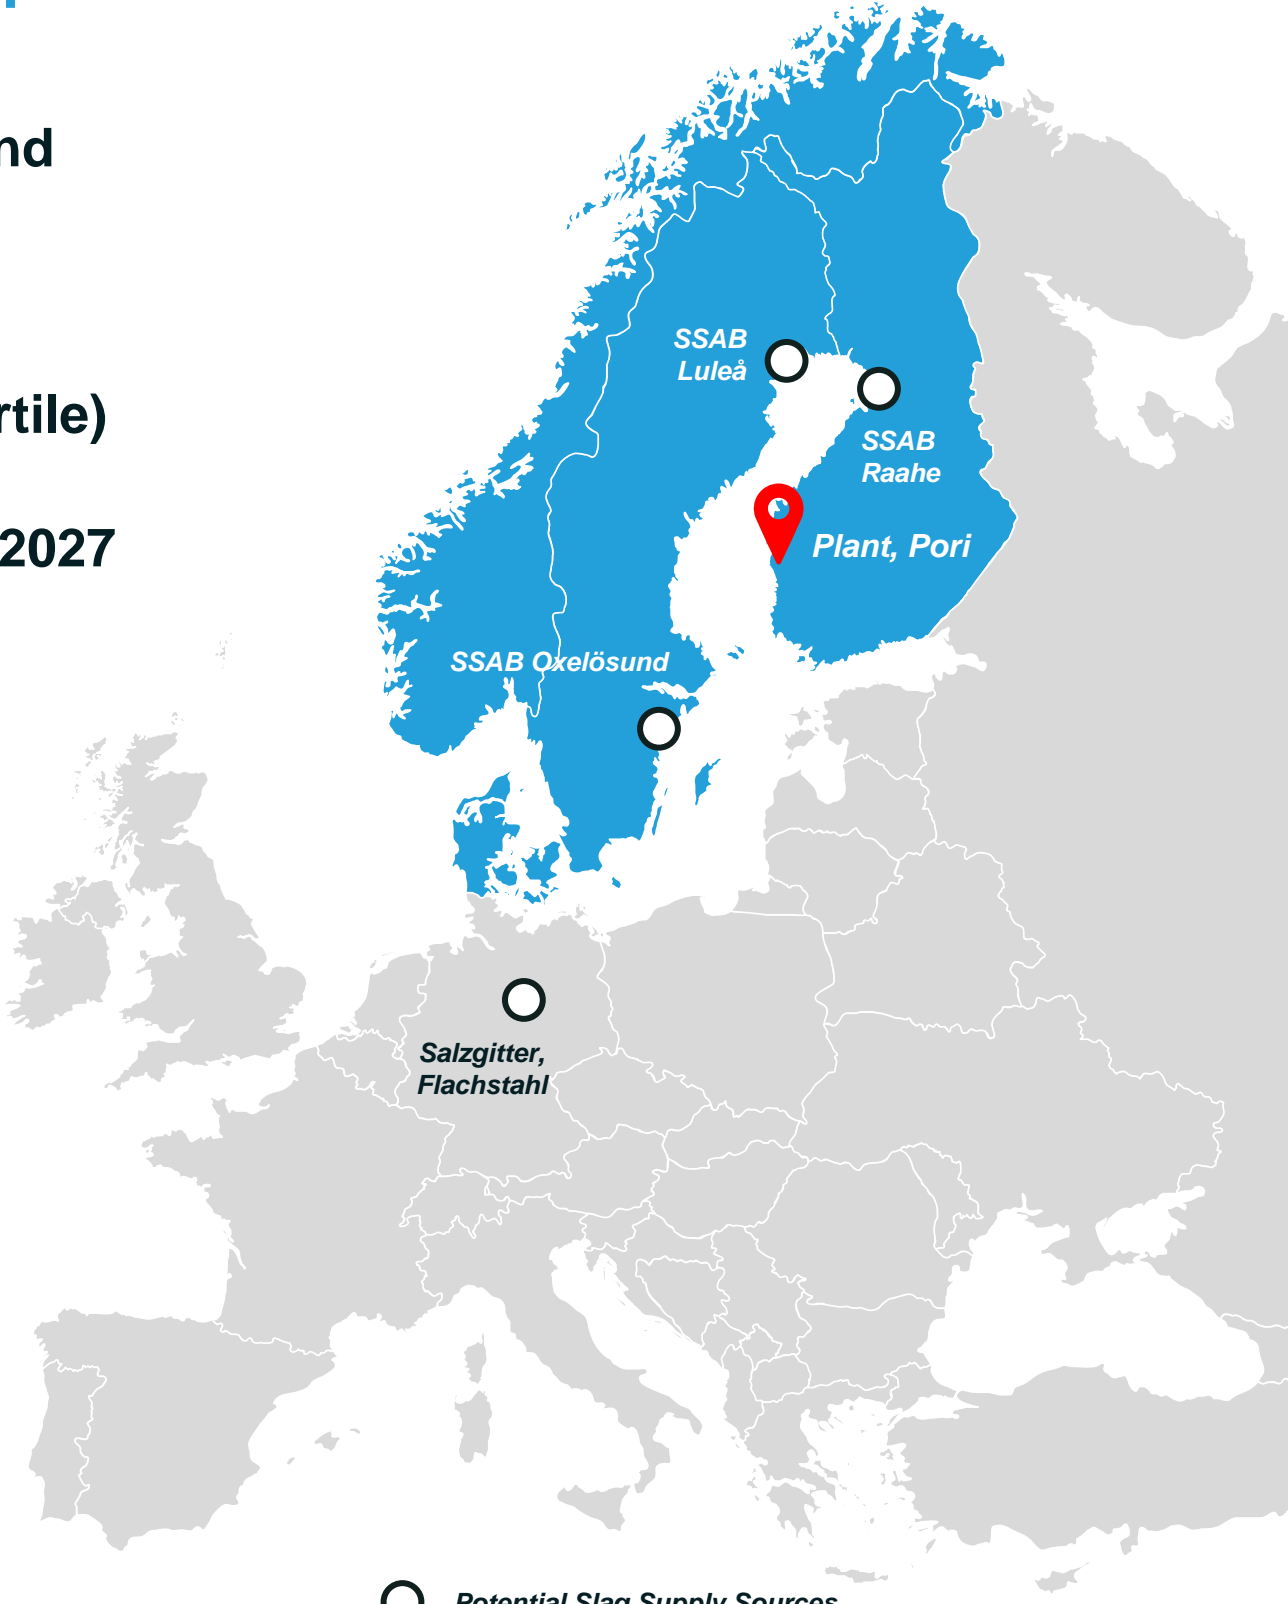 nd
rtile)
2027
SSAB
Luleå
SSAB
Raahe
Plant, Pori
SSAB Oxelösund
Salzgitter,
Flachstahl
Potential Slag Supply Sources